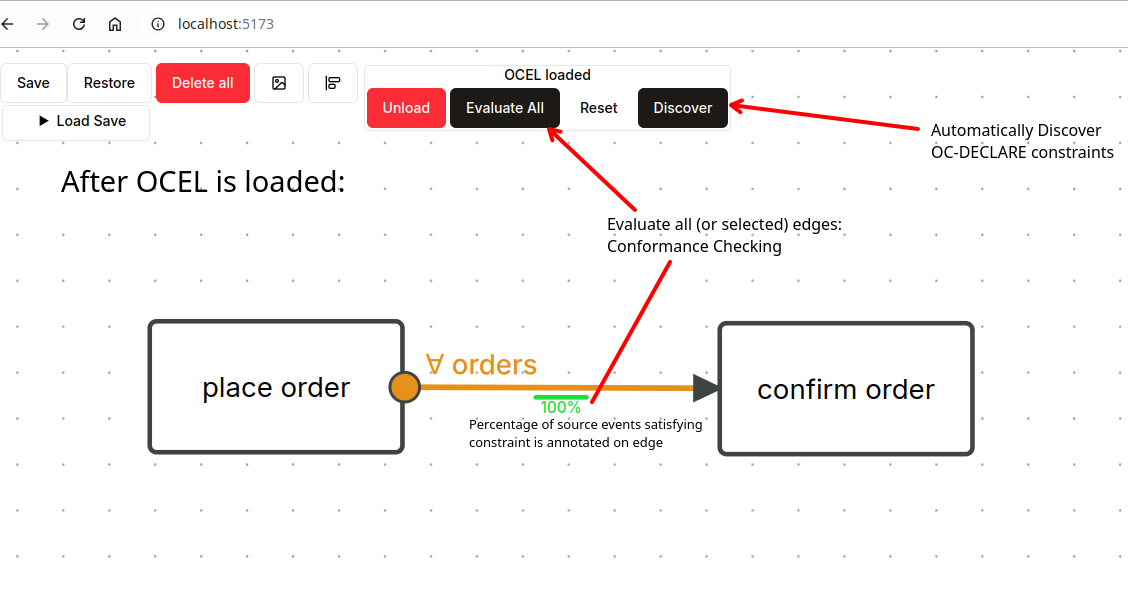 localhost:5173
OCEL loaded
Save Restore Delete all
Unload Evaluate All Reset Discover
▶ Load Save
Automatically Discover
OC-DECLARE constraints
After OCEL is loaded:
Evaluate all (or selected) edges:
Conformance Checking
∀ orders
place order
confirm order
100%
Percentage of source events satisfying
constraint is annotated on edge